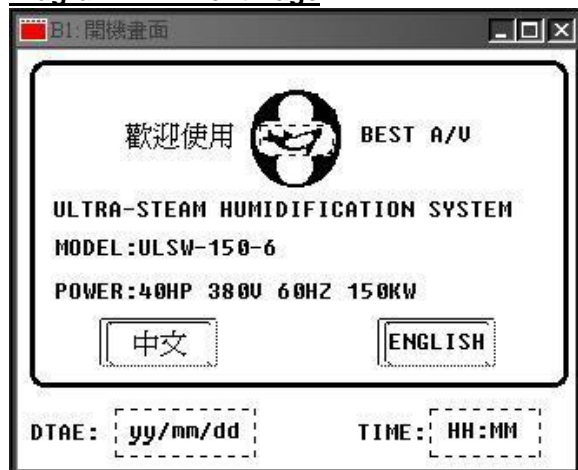 B1:開機畫面
歡迎使用 BEST A/V
ULTRA-STEAM HUMIDIFICATION SYSTEM
MODEL:ULSW-150-6
POWER:40HP 380V 60HZ 150KW
中文 ENGLISH
DTAE: yy/mm/dd TIME: HH:MM